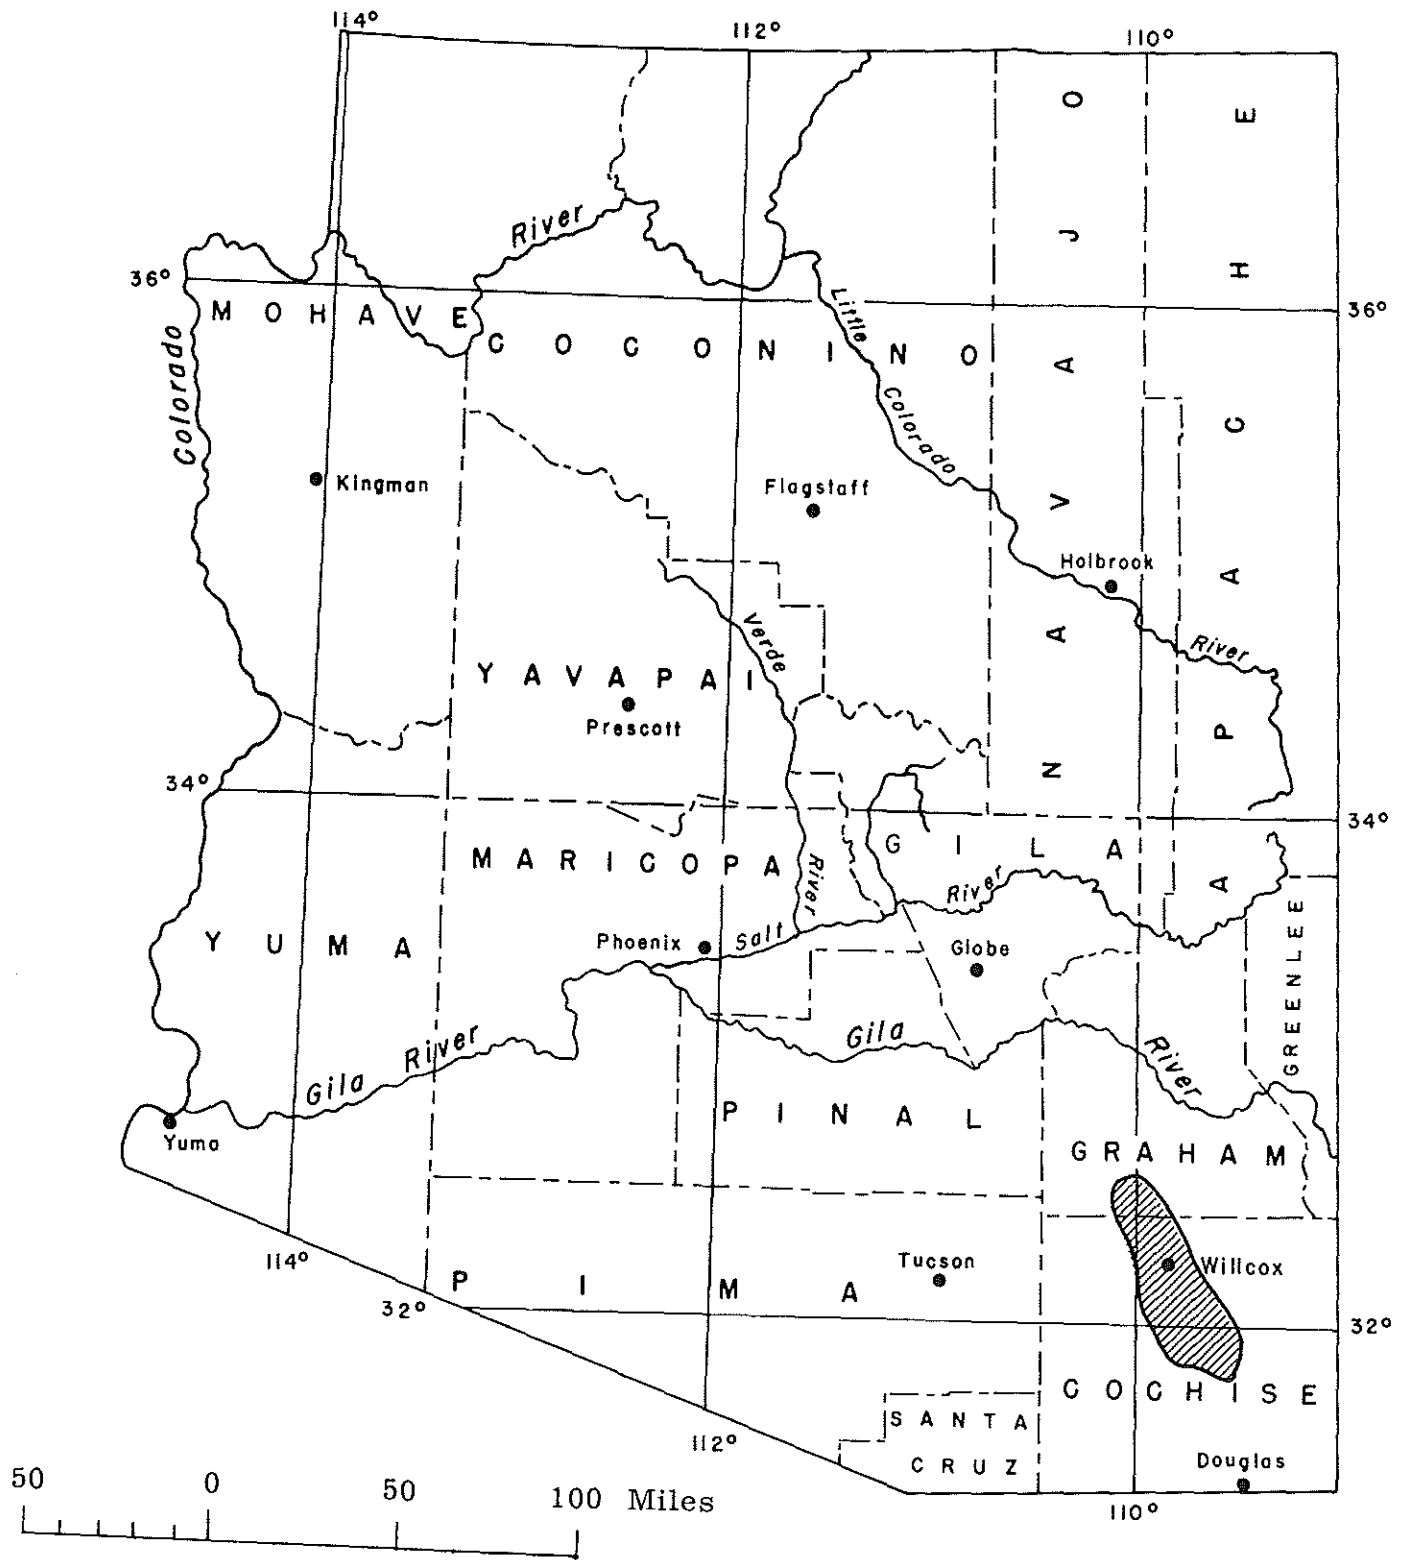 114°
112°
110°
River
36°
36°
MOHAVE
COCONINO
NAVAJO
APACHE
Colorado
Little
Colorado
River
Kingman
Flagstaff
Holbrook
Verde
River
YAVAPAI
Prescott
34°
34°
MARICOPA
GILA
YUMA
Phoenix
Salt
River
Globe
GREENLEE
Gila
River
Gila
River
Yuma
PINAL
GRAHAM
114°
32°
PIMA
Tucson
Willcox
32°
COCHISE
SANTA
CRUZ
112°
Douglas
110°
50 0 50 100 Miles